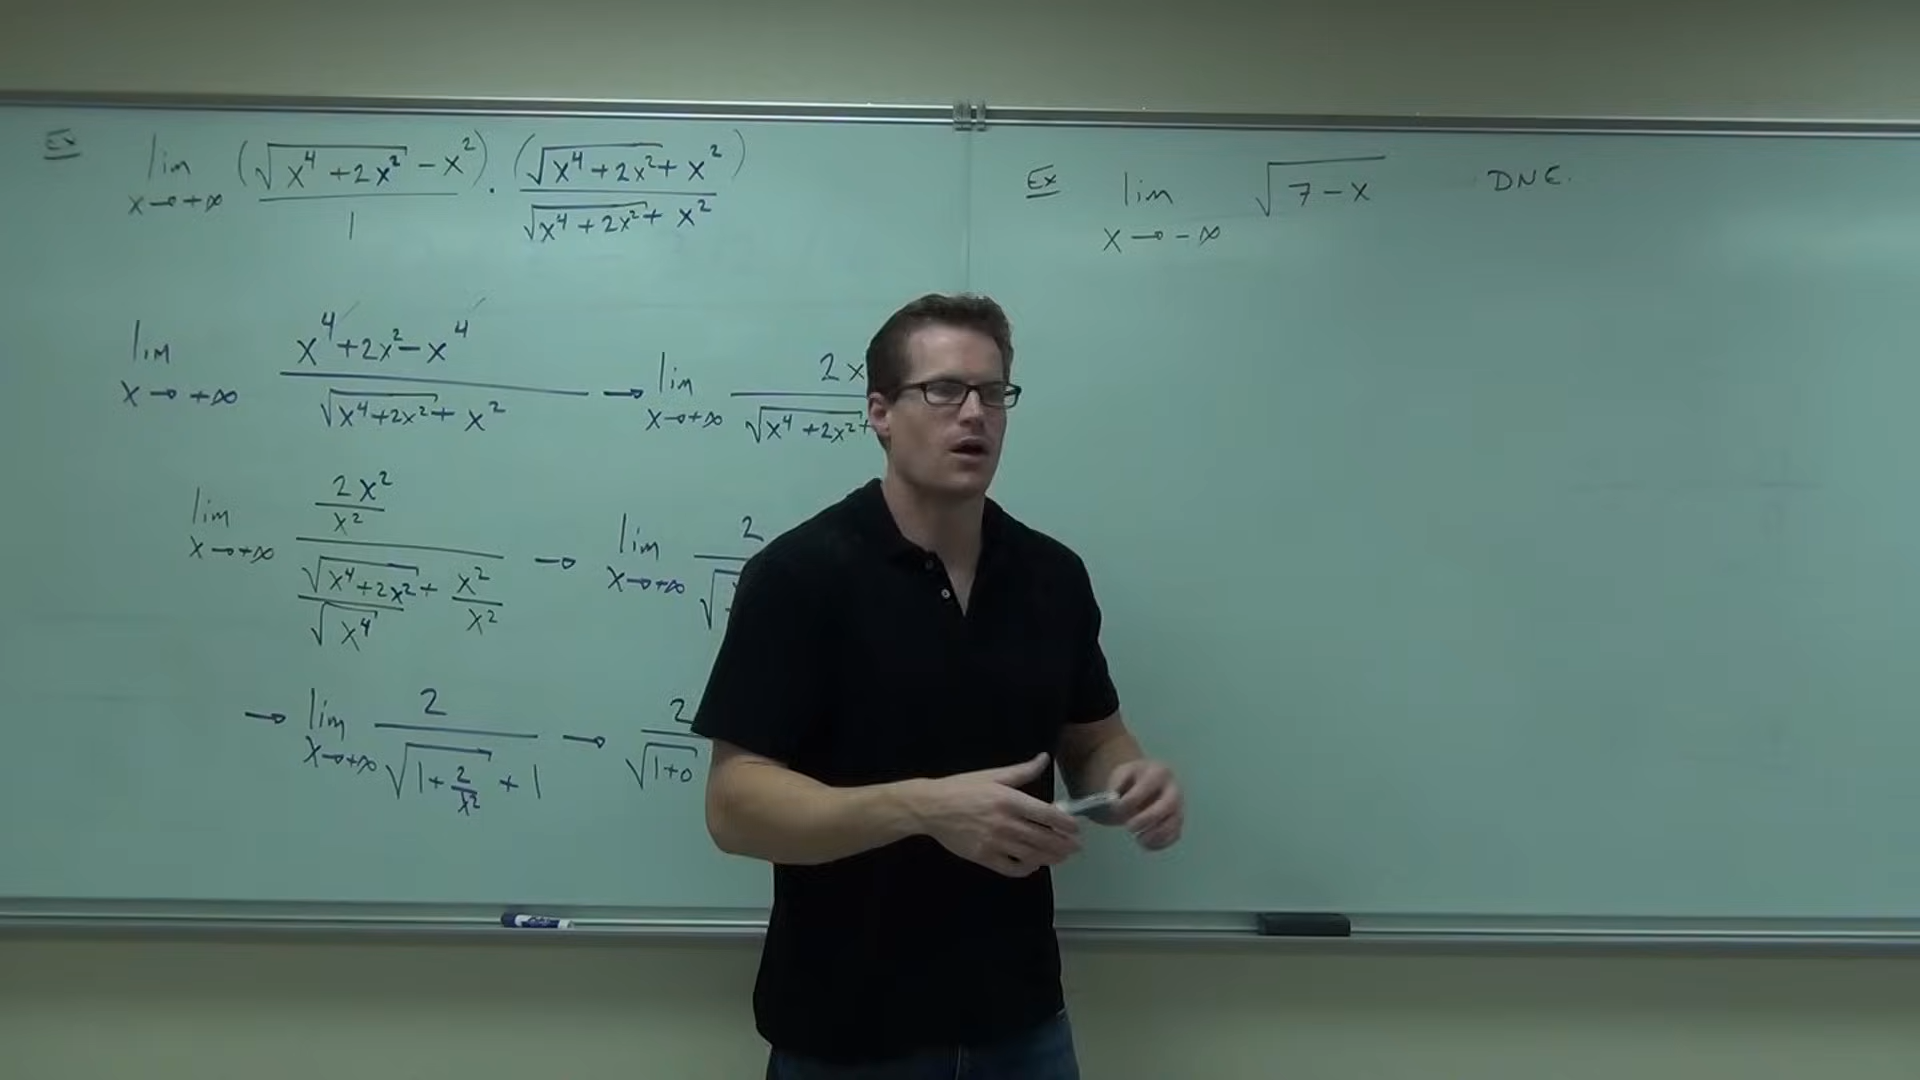 Ex lim x→+∞ (√(x⁴+2x²) - x²)/1 · (√(x⁴+2x²) + x²)/(√(x⁴+2x²) + x²)
lim x→+∞ (x⁴+2x²-x⁴)/(√(x⁴+2x²) + x²) → lim x→+∞ 2x/(√(x⁴+2x²) +
lim x→+∞ (2x²/x²)/(√(x⁴+2x²)/√(x⁴) + x²/x²) → lim x→+∞ 2/√
→ lim x→+∞ 2/(√(1+2/x²) + 1) → 2/√(1+0)
Ex lim x→-∞ √(7-x) DNE.